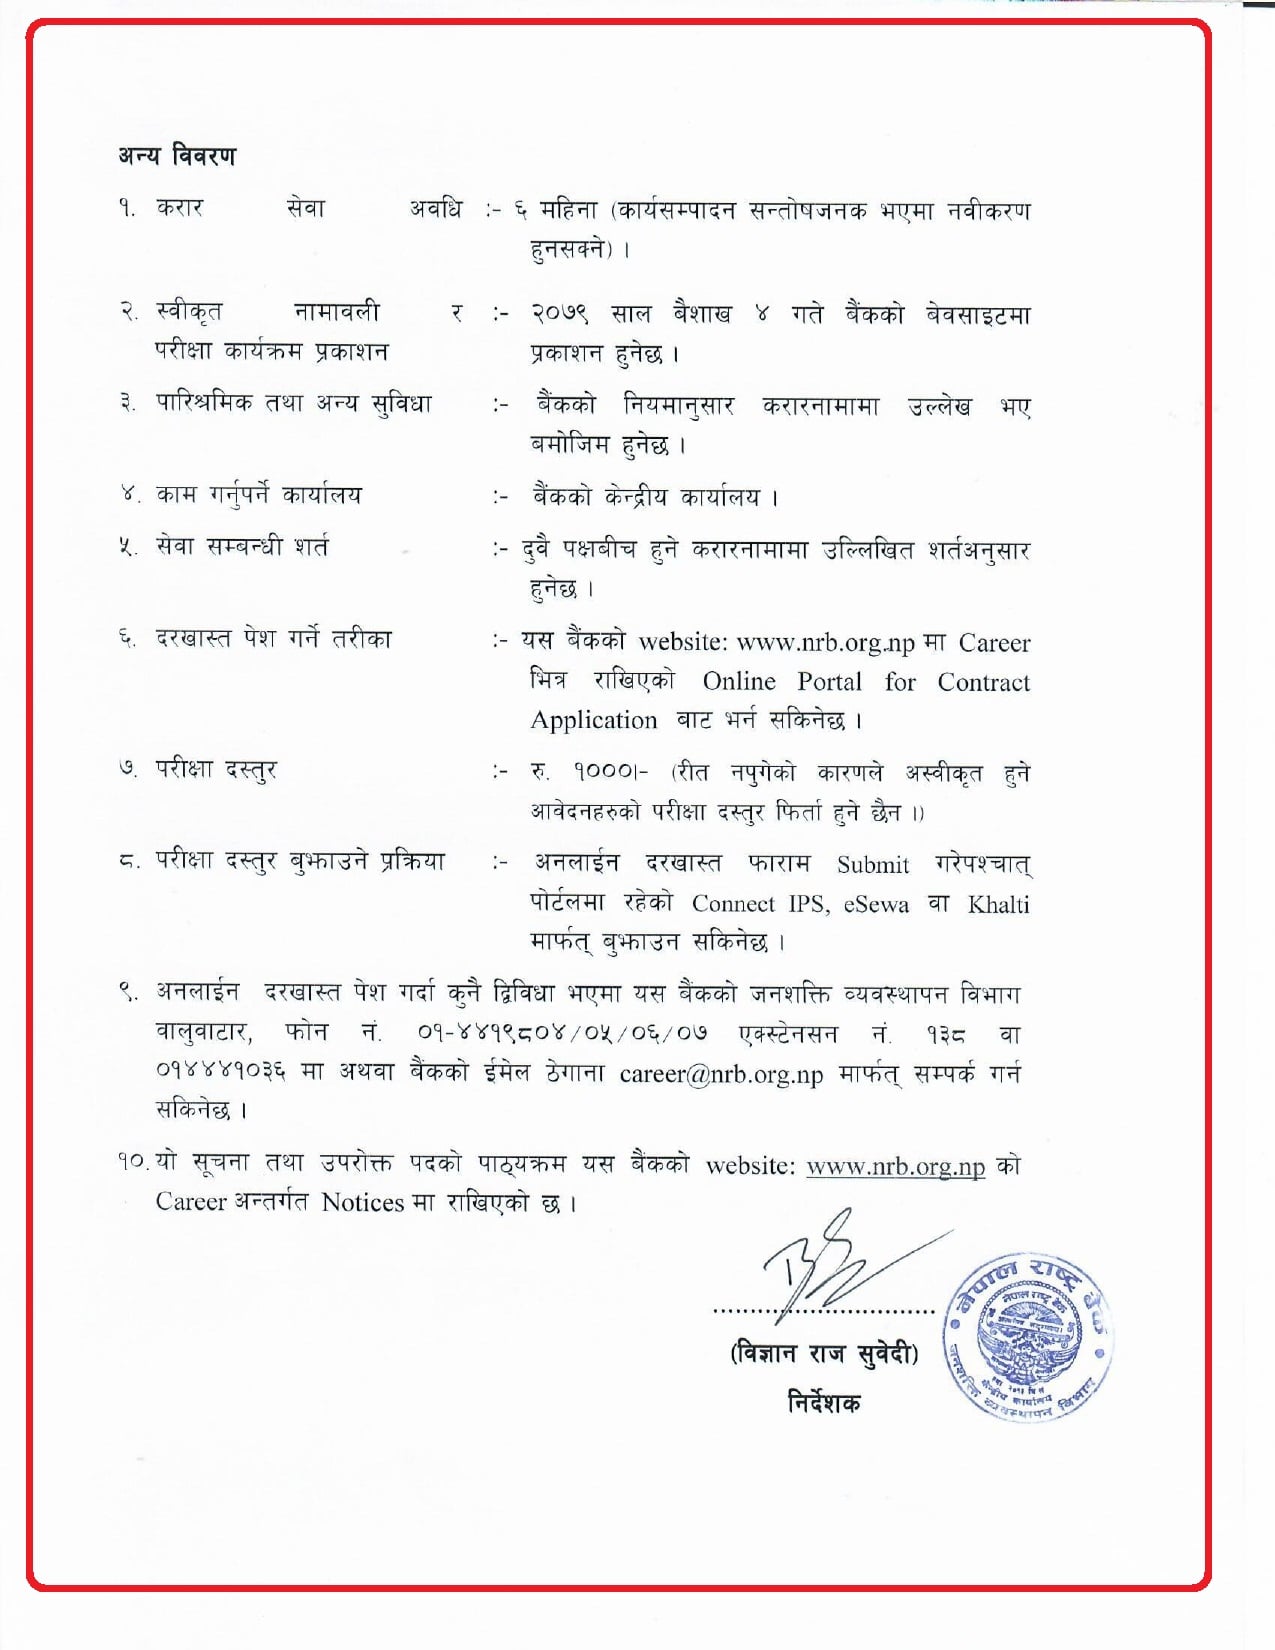 अन्य विवरण
१. करार सेवा अवधि :- ६ महिना (कार्यसम्पादन सन्तोषजनक भएमा नवीकरण
हुनसक्ने) ।
२. स्वीकृत नामावली र :- २०७९ साल बैशाख ४ गते बैंकको बेवसाइटमा
परीक्षा कार्यक्रम प्रकाशन प्रकाशन हुनेछ ।
३. पारिश्रमिक तथा अन्य सुविधा :- बैंकको नियमानुसार करारनामामा उल्लेख भए
बमोजिम हुनेछ ।
४. काम गर्नुपर्ने कार्यालय :- बैंकको केन्द्रीय कार्यालय ।
५. सेवा सम्बन्धी शर्त :- दुवै पक्षबीच हुने करारनामामा उल्लिखित शर्तअनुसार
हुनेछ ।
६. दरखास्त पेश गर्ने तरीका :- यस बैंकको website: www.nrb.org.np मा Career
भित्र राखिएको Online Portal for Contract
Application बाट भर्न सकिनेछ ।
७. परीक्षा दस्तुर :- रु. १०००।- (रीत नपुगेको कारणले अस्वीकृत हुने
आवेदनहरुको परीक्षा दस्तुर फिर्ता हुने छैन ।)
८. परीक्षा दस्तुर बुझाउने प्रक्रिया :- अनलाईन दरखास्त फाराम Submit गरेपश्चात्
पोर्टलमा रहेको Connect IPS, eSewa वा Khalti
मार्फत् बुझाउन सकिनेछ ।
९. अनलाईन दरखास्त पेश गर्दा कुनै द्विविधा भएमा यस बैंकको जनशक्ति व्यवस्थापन विभाग
वालुवाटार, फोन नं. ०१-४४१९८०४/०५/०६/०७ एक्स्टेनसन नं. १३८ वा
०१४४४१०३६ मा अथवा बैंकको ईमेल ठेगाना career@nrb.org.np मार्फत् सम्पर्क गर्न
सकिनेछ ।
१०. यो सूचना तथा उपरोक्त पदको पाठ्यक्रम यस बैंकको website: www.nrb.org.np को
Career अन्तर्गत Notices मा राखिएको छ ।
(विज्ञान राज सुवेदी)
निर्देशक
नेपाल राष्ट्र बैंक
नेपाल राष्ट्र बैंक
केन्द्रीय कार्यालय
जनशक्ति व्यवस्थापन विभाग